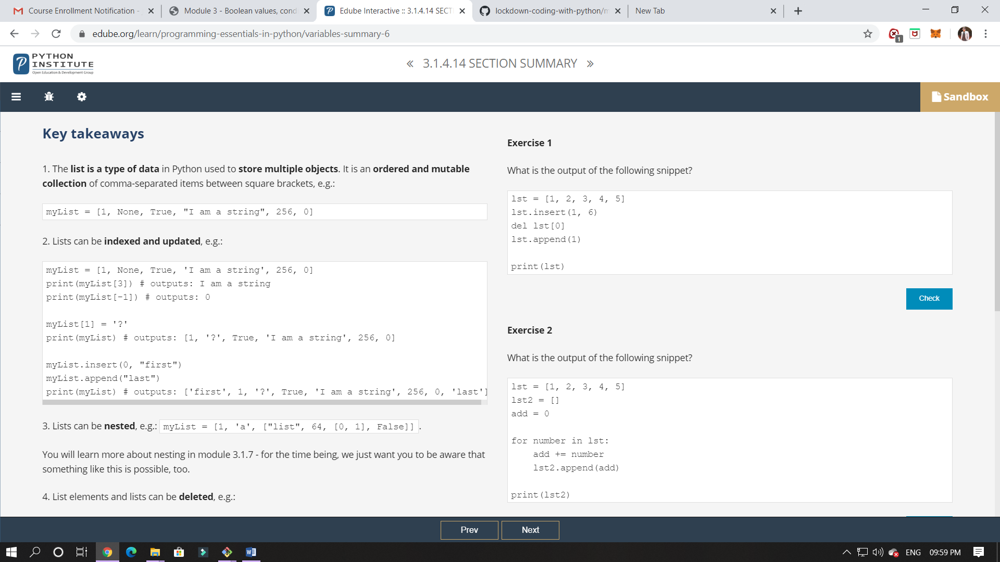 Course Enrollment Notification -
Module 3 - Boolean values, cond
Edube Interactive :: 3.1.4.14 SECT
lockdown-coding-with-python/m
New Tab
edube.org/learn/programming-essentials-in-python/variables-summary-6
1
PYTHON
INSTITUTE
Open Education & Development Group
« 3.1.4.14 SECTION SUMMARY »
Sandbox
Key takeaways
1. The list is a type of data in Python used to store multiple objects. It is an ordered and mutable
collection of comma-separated items between square brackets, e.g.:
myList = [1, None, True, "I am a string", 256, 0]
2. Lists can be indexed and updated, e.g.:
myList = [1, None, True, 'I am a string', 256, 0]
print(myList[3]) # outputs: I am a string
print(myList[-1]) # outputs: 0
myList[1] = '?'
print(myList) # outputs: [1, '?', True, 'I am a string', 256, 0]
myList.insert(0, "first")
myList.append("last")
print(myList) # outputs: ['first', 1, '?', True, 'I am a string', 256, 0, 'last']
3. Lists can be nested, e.g.: myList = [1, 'a', ["list", 64, [0, 1], False]].
You will learn more about nesting in module 3.1.7 - for the time being, we just want you to be aware that
something like this is possible, too.
4. List elements and lists can be deleted, e.g.:
Exercise 1
What is the output of the following snippet?
lst = [1, 2, 3, 4, 5]
lst.insert(1, 6)
del lst[0]
lst.append(1)
print(lst)
Check
Exercise 2
What is the output of the following snippet?
lst = [1, 2, 3, 4, 5]
lst2 = []
add = 0
for number in lst:
    add += number
    lst2.append(add)
print(lst2)
Prev
Next
ENG
09:59 PM